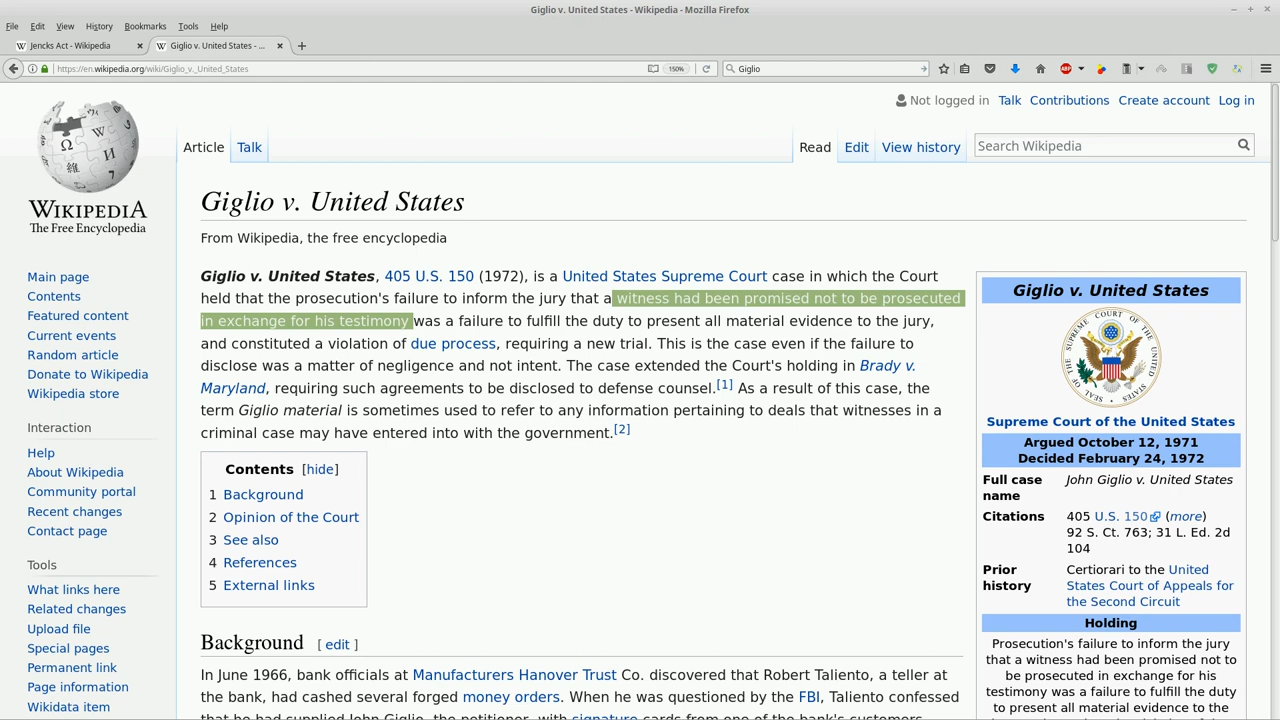 Giglio v. United States - Wikipedia - Mozilla Firefox
File Edit View History Bookmarks Tools Help
Jencks Act - Wikipedia
Giglio v. United States - ...
https://en.wikipedia.org/wiki/Giglio_v._United_States
150%
Giglio
Not logged in Talk Contributions Create account Log in
Article Talk
Read Edit View history
Search Wikipedia
WIKIPEDIA
The Free Encyclopedia
Main page
Contents
Featured content
Current events
Random article
Donate to Wikipedia
Wikipedia store
Interaction
Help
About Wikipedia
Community portal
Recent changes
Contact page
Tools
What links here
Related changes
Upload file
Special pages
Permanent link
Page information
Wikidata item
Giglio v. United States
From Wikipedia, the free encyclopedia
Giglio v. United States, 405 U.S. 150 (1972), is a United States Supreme Court case in which the Court
held that the prosecution's failure to inform the jury that a witness had been promised not to be prosecuted
in exchange for his testimony was a failure to fulfill the duty to present all material evidence to the jury,
and constituted a violation of due process, requiring a new trial. This is the case even if the failure to
disclose was a matter of negligence and not intent. The case extended the Court's holding in Brady v.
Maryland, requiring such agreements to be disclosed to defense counsel.[1] As a result of this case, the
term Giglio material is sometimes used to refer to any information pertaining to deals that witnesses in a
criminal case may have entered into with the government.[2]
Contents [hide]
1 Background
2 Opinion of the Court
3 See also
4 References
5 External links
Background [ edit ]
In June 1966, bank officials at Manufacturers Hanover Trust Co. discovered that Robert Taliento, a teller at
the bank, had cashed several forged money orders. When he was questioned by the FBI, Taliento confessed
that he had supplied John Giglio, the petitioner, with signature cards from one of the bank's customers.
Giglio v. United States
Supreme Court of the United States
Argued October 12, 1971
Decided February 24, 1972
Full case name John Giglio v. United States
Citations 405 U.S. 150 (more)
92 S. Ct. 763; 31 L. Ed. 2d
104
Prior history Certiorari to the United
States Court of Appeals for
the Second Circuit
Holding
Prosecution's failure to inform the jury
that a witness had been promised not to
be prosecuted in exchange for his
testimony was a failure to fulfill the duty
to present all material evidence to the